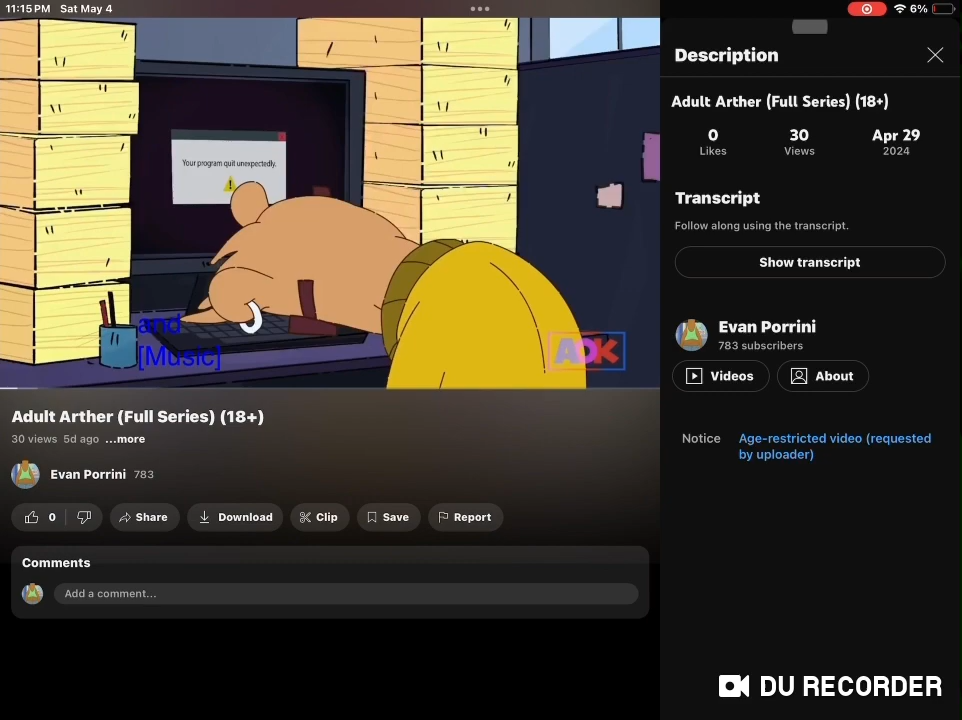 11:15 PM Sat May 4
6%
Your program quit unexpectedly.
and
[Music]
AOK
Adult Arther (Full Series) (18+)
30 views 5d ago ...more
Evan Porrini 783
0
Share
Download
Clip
Save
Report
Comments
Add a comment...
Description
Adult Arther (Full Series) (18+)
0 30 Apr 29
Likes Views 2024
Transcript
Follow along using the transcript.
Show transcript
Evan Porrini
783 subscribers
Videos About
Notice Age-restricted video (requested
by uploader)
DU RECORDER